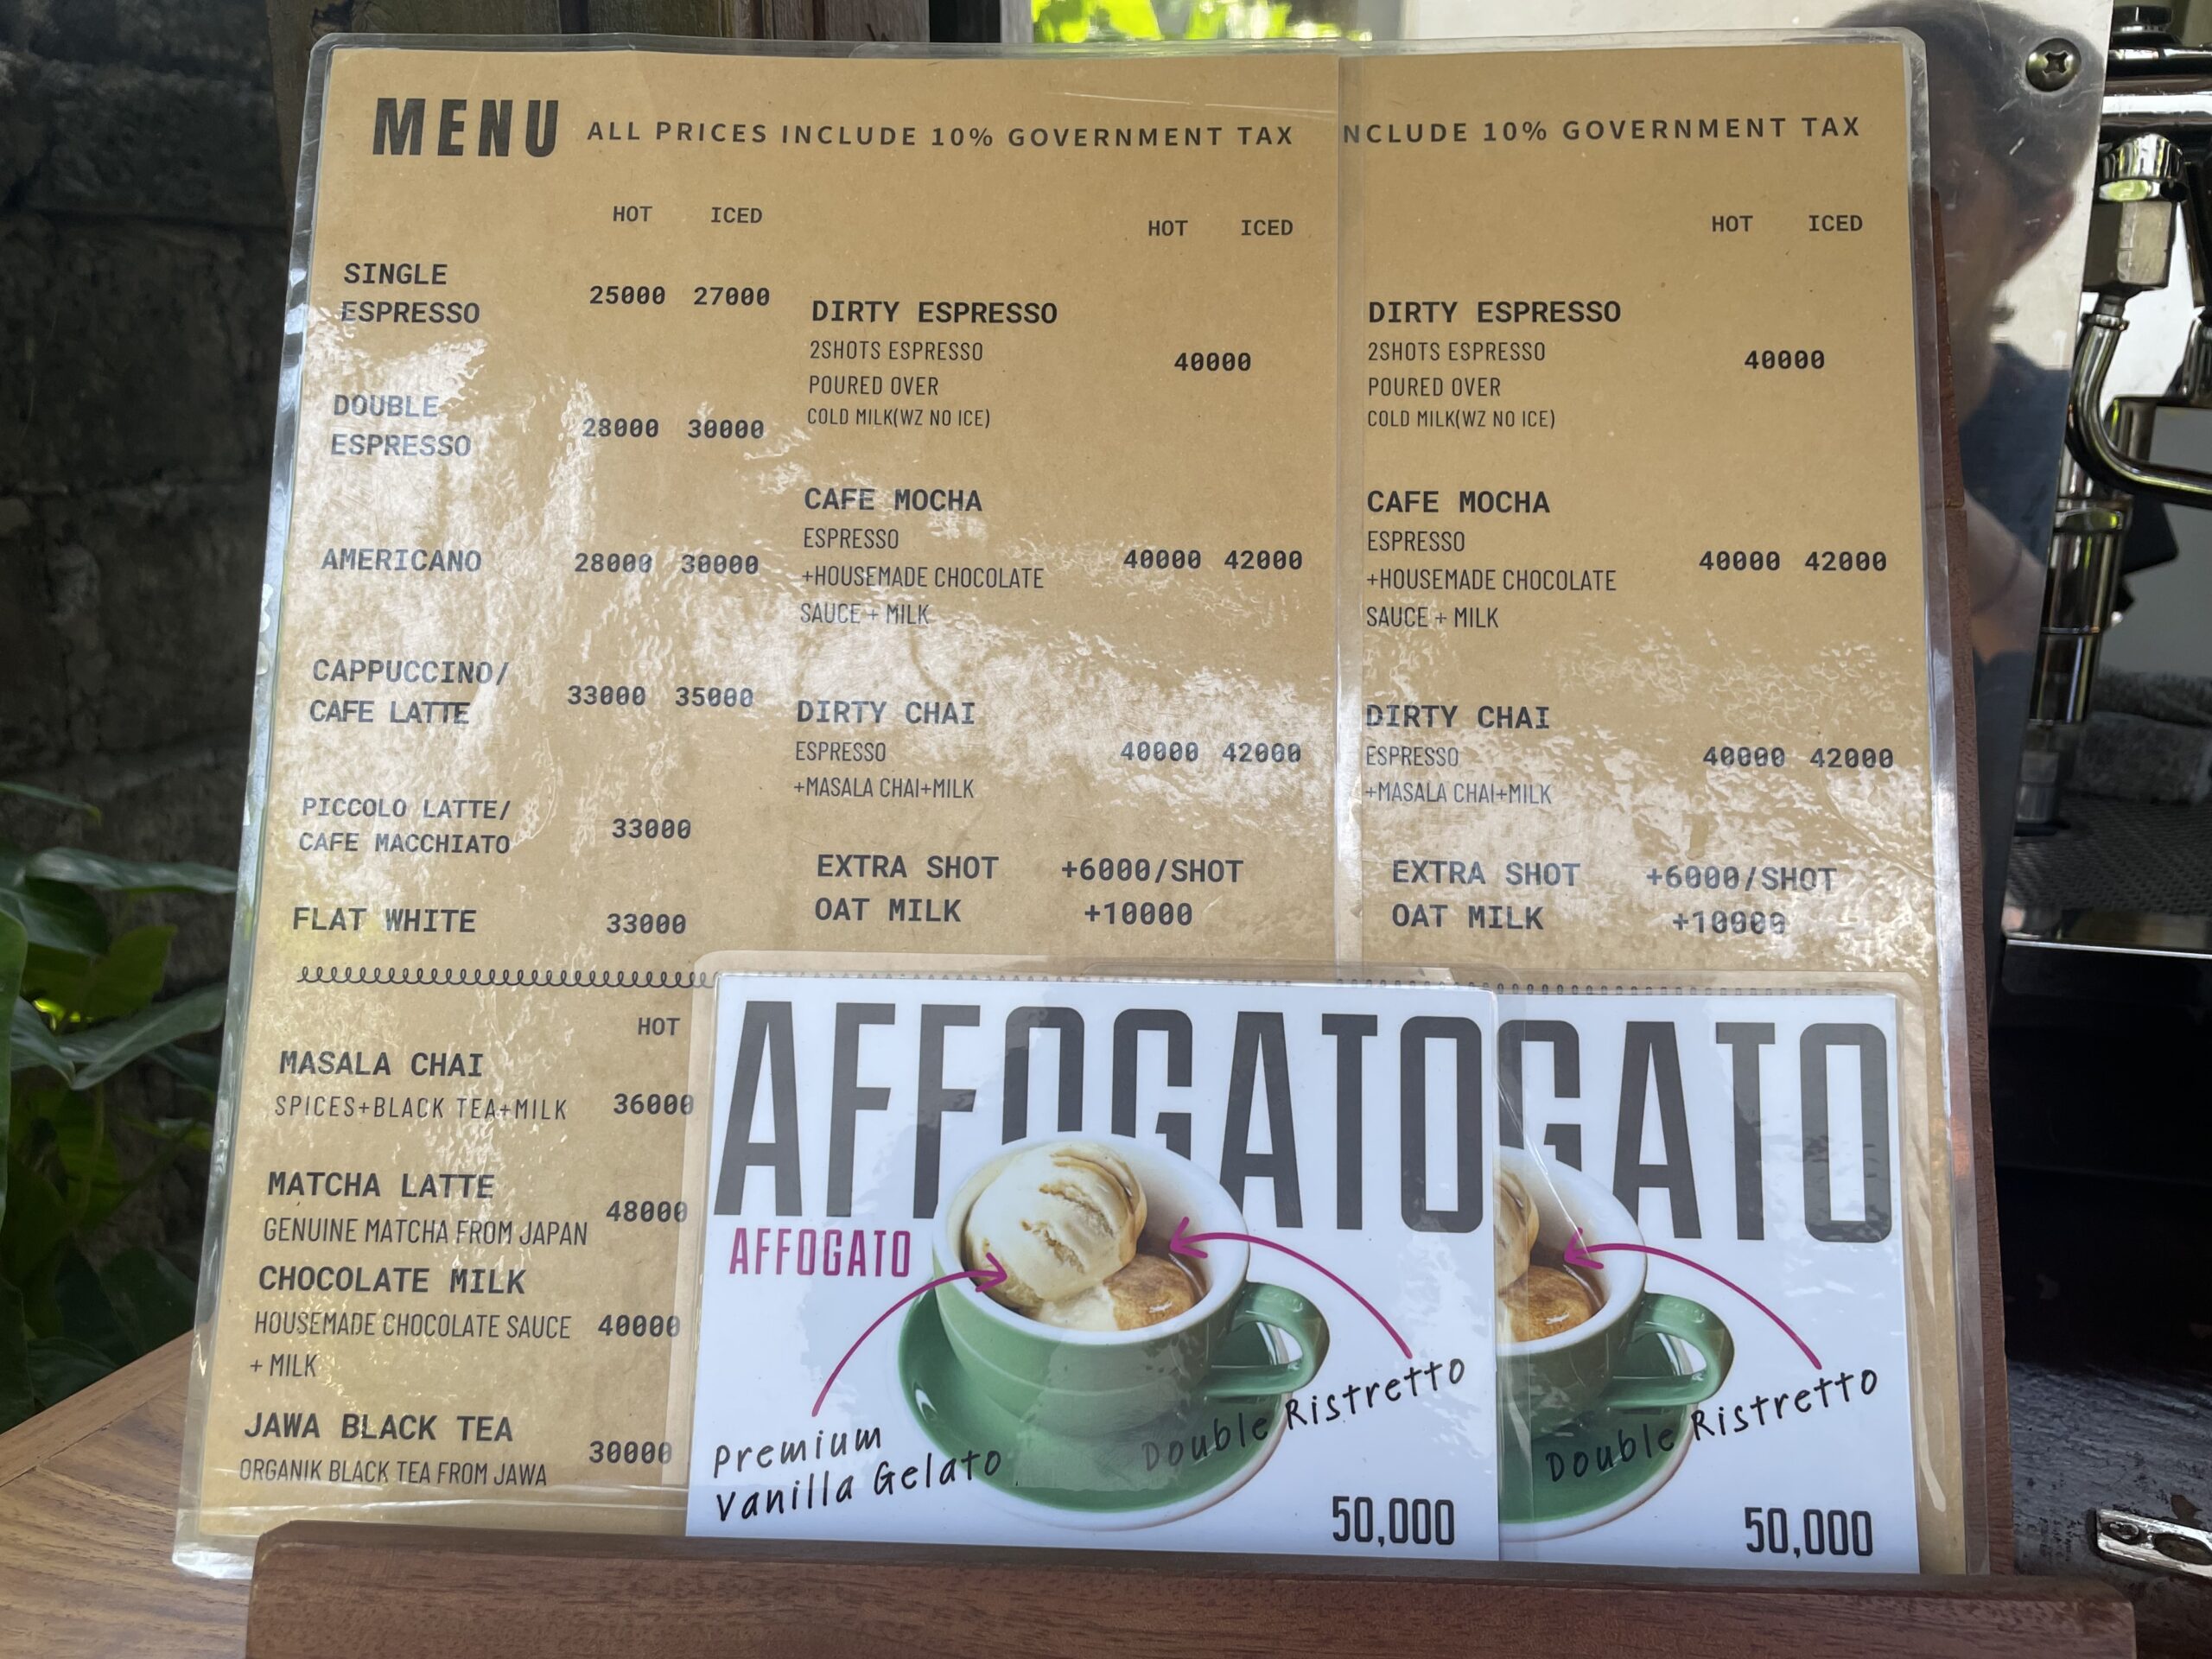 MENU ALL PRICES INCLUDE 10% GOVERNMENT TAX
HOT ICED
SINGLE
ESPRESSO 25000 27000
DOUBLE
ESPRESSO 28000 30000
AMERICANO 28000 30000
CAPPUCCINO/
CAFE LATTE 33000 35000
PICCOLO LATTE/
CAFE MACCHIATO 33000
FLAT WHITE 33000
HOT
MASALA CHAI
SPICES+BLACK TEA+MILK 36000
MATCHA LATTE
GENUINE MATCHA FROM JAPAN 48000
CHOCOLATE MILK
HOUSEMADE CHOCOLATE SAUCE 40000
+ MILK
JAWA BLACK TEA
ORGANIK BLACK TEA FROM JAWA 30000
HOT ICED
DIRTY ESPRESSO
2SHOTS ESPRESSO 40000
POURED OVER
COLD MILK(WZ NO ICE)
CAFE MOCHA
ESPRESSO 40000 42000
+HOUSEMADE CHOCOLATE
SAUCE + MILK
DIRTY CHAI
ESPRESSO 40000 42000
+MASALA CHAI+MILK
EXTRA SHOT +6000/SHOT
OAT MILK +10000
NCLUDE 10% GOVERNMENT TAX
HOT ICED
DIRTY ESPRESSO
2SHOTS ESPRESSO 40000
POURED OVER
COLD MILK(WZ NO ICE)
CAFE MOCHA
ESPRESSO 40000 42000
+HOUSEMADE CHOCOLATE
SAUCE + MILK
DIRTY CHAI
ESPRESSO 40000 42000
+MASALA CHAI+MILK
EXTRA SHOT +6000/SHOT
OAT MILK +10000
AFFOGATO
AFFOGATO
Premium
Vanilla Gelato
Double Ristretto
50,000
GATO
Double Ristretto
50,000